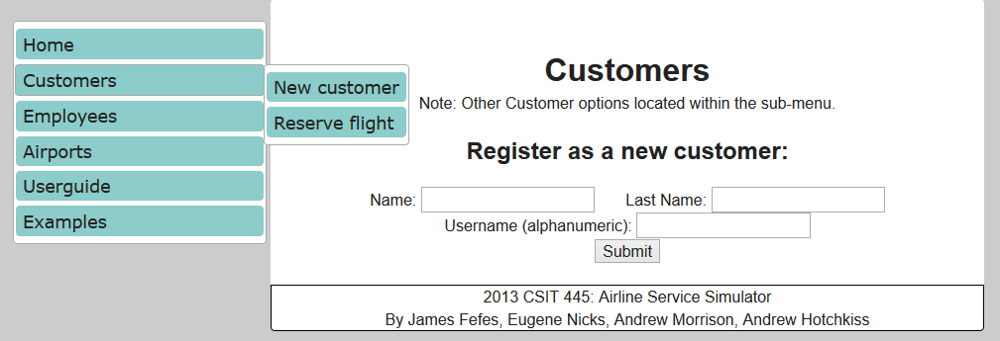 Home
Customers
Employees
Airports
Userguide
Examples
New customer
Reserve flight
Customers
Note: Other Customer options located within the sub-menu.
Register as a new customer:
Name: Last Name:
Username (alphanumeric):
Submit
2013 CSIT 445: Airline Service Simulator
By James Fefes, Eugene Nicks, Andrew Morrison, Andrew Hotchkiss